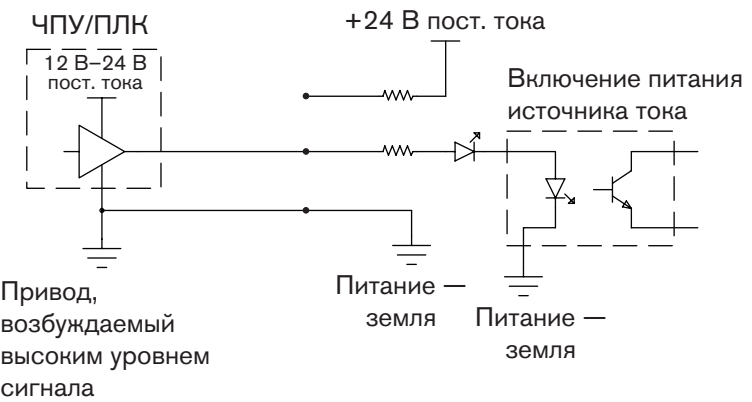 ЧПУ/ПЛК
+24 В пост. тока
12 В–24 В
пост. тока
Включение питания
источника тока
Привод,
возбуждаемый
высоким уровнем
сигнала
Питание —
земля
Питание —
земля